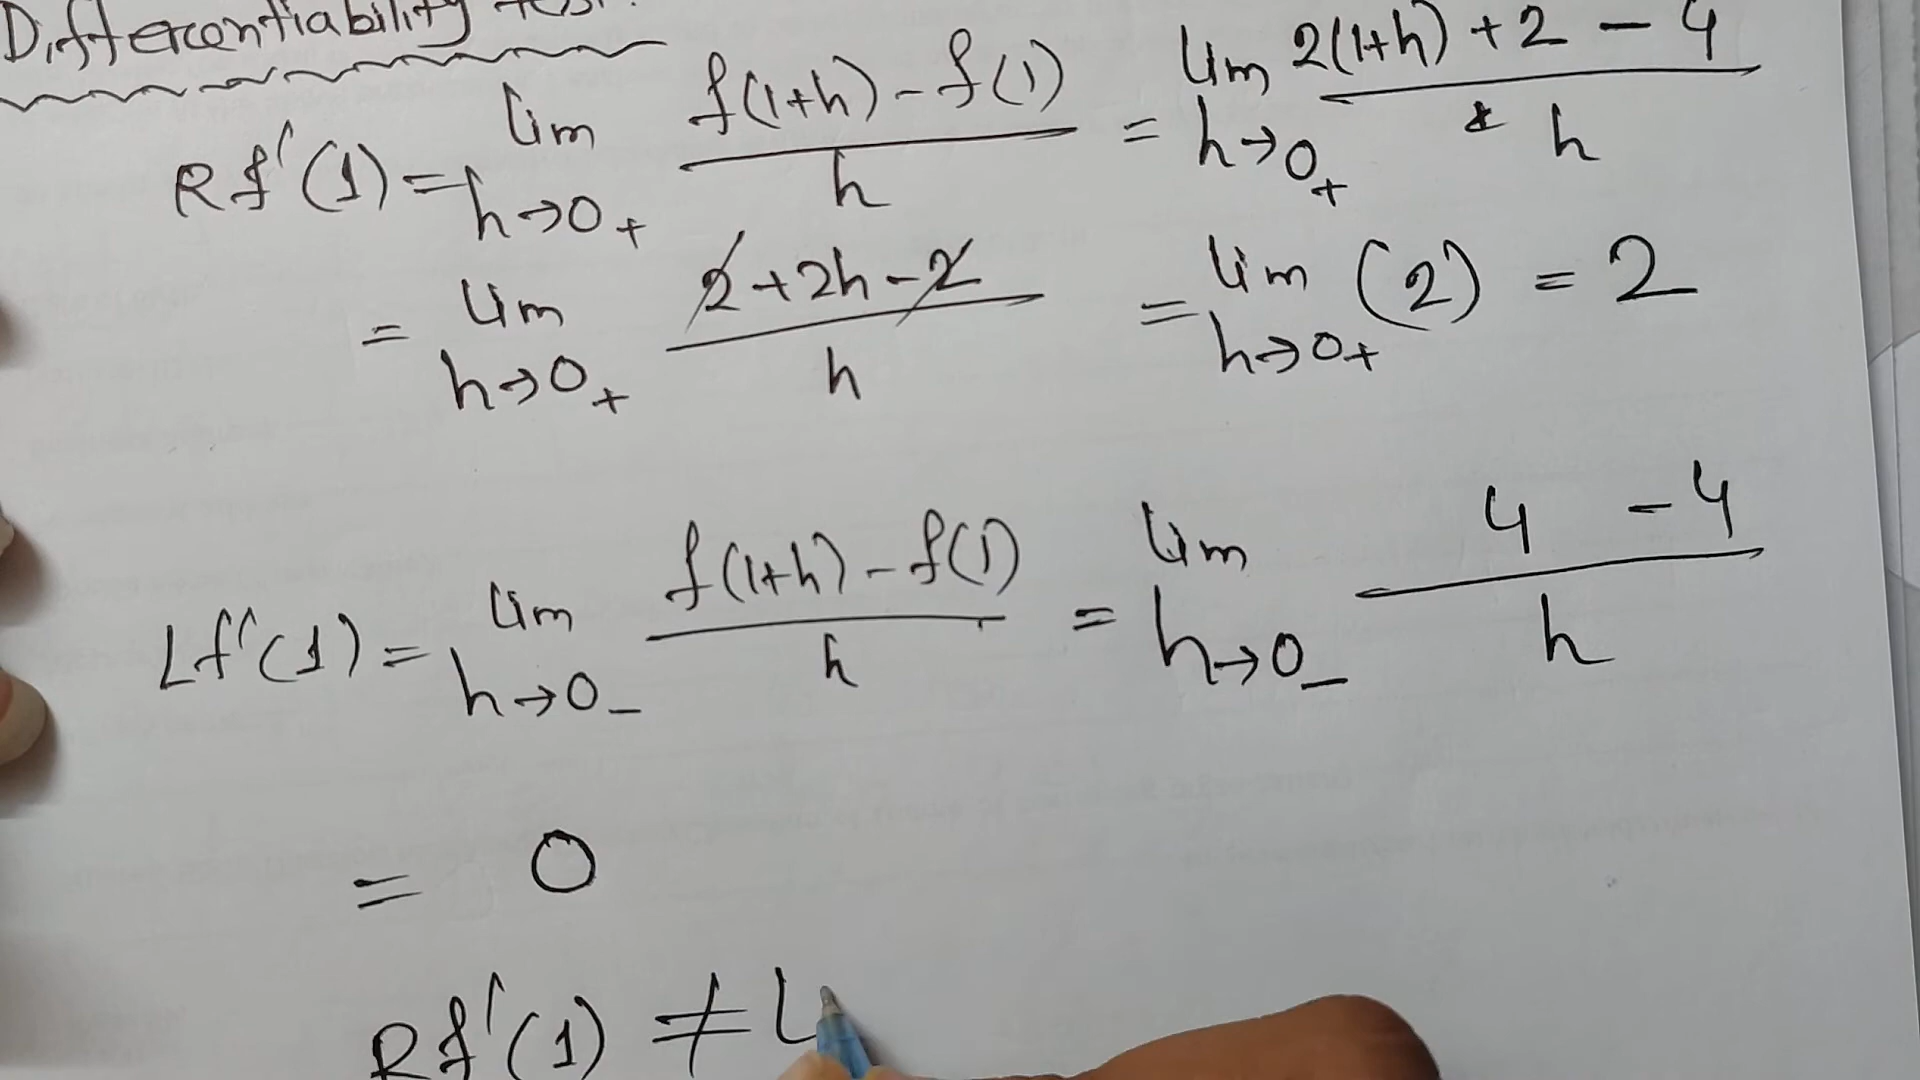 Differentiability test:
Rf'(1) = lim h→0+ f(1+h) - f(1) / h = lim h→0+ 2(1+h) + 2 - 4 / h
= lim h→0+ 2 + 2h - 2 / h = lim h→0+ (2) = 2
Lf'(1) = lim h→0- f(1+h) - f(1) / h = lim h→0- 4 - 4 / h
= 0
Rf'(1) ≠ L